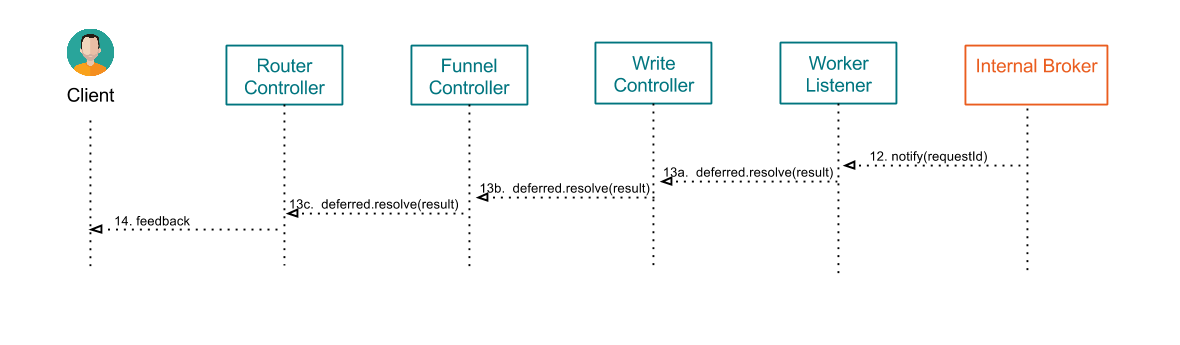 Client
Router
Controller
Funnel
Controller
Write
Controller
Worker
Listener
Internal Broker
12. notify(requestId)
13a.  deferred.resolve(result)
13b.  deferred.resolve(result)
13c.  deferred.resolve(result)
14. feedback